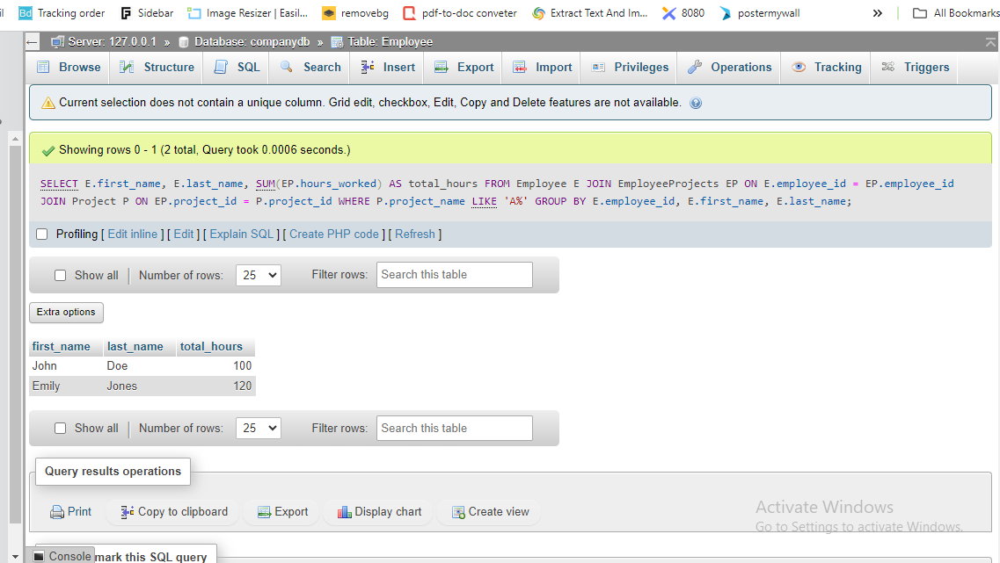 il Bd Tracking order Sidebar Image Resizer | Easil... removebg pdf-to-doc conveter Extract Text And Im... 8080 postermywall » All Bookmarks
← Server: 127.0.0.1 » Database: companydb » Table: Employee
Browse Structure SQL Search Insert Export Import Privileges Operations Tracking Triggers
Current selection does not contain a unique column. Grid edit, checkbox, Edit, Copy and Delete features are not available.
Showing rows 0 - 1 (2 total, Query took 0.0006 seconds.)
SELECT E.first_name, E.last_name, SUM(EP.hours_worked) AS total_hours FROM Employee E JOIN EmployeeProjects EP ON E.employee_id = EP.employee_id
JOIN Project P ON EP.project_id = P.project_id WHERE P.project_name LIKE 'A%' GROUP BY E.employee_id, E.first_name, E.last_name;
Profiling [ Edit inline ] [ Edit ] [ Explain SQL ] [ Create PHP code ] [ Refresh ]
Show all Number of rows: 25 Filter rows: Search this table
Extra options
first_name last_name total_hours
John Doe 100
Emily Jones 120
Show all Number of rows: 25 Filter rows: Search this table
Query results operations
Print Copy to clipboard Export Display chart Create view
Activate Windows
Go to Settings to activate Windows.
Console mark this SQL query